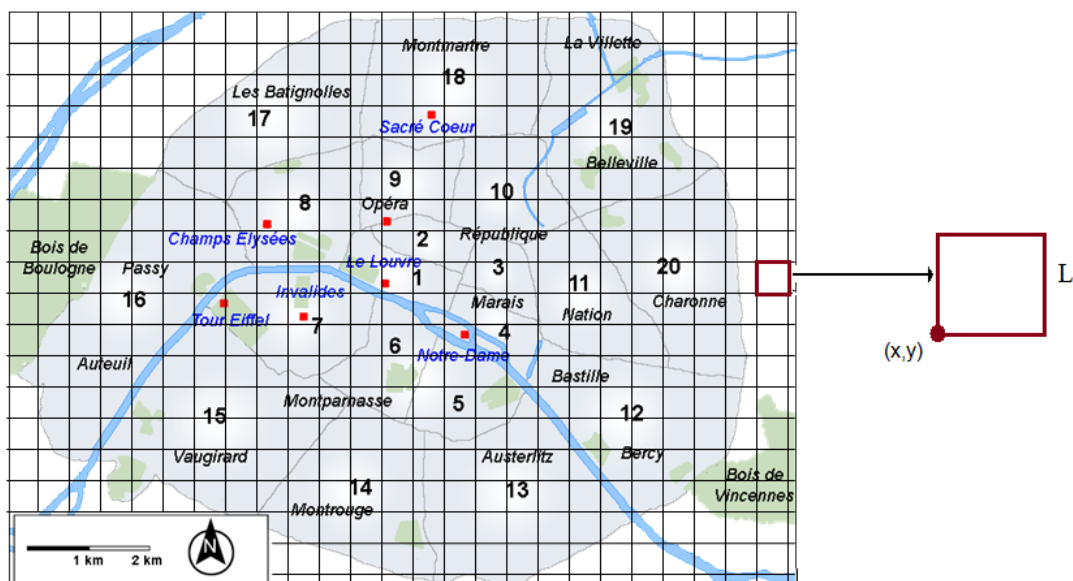 Montmartre
La Villette
18
Les Batignolles
17
Sacré Coeur
19
Belleville
9
10
8
Opéra
Champs Elysées
2
République
Bois de
Boulogne
Passy
Le Louvre
1
3
11
20
16
Invalides
Marais
Charonne
Tour Eiffel
7
Nation
4
6
Notre-Dame
Auteuil
Bastille
Montparnasse
5
15
12
Vaugirard
Austerlitz
Bercy
Bois de
Vincennes
14
13
Montrouge
N
1 km
2 km
L
(x,y)